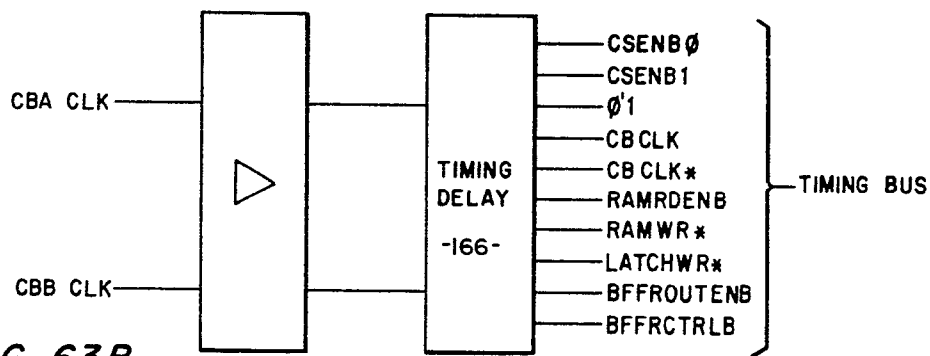 CBA CLK
CBB CLK
TIMING
DELAY
-166-
CSENBØ
CSENB1
Ø'1
CBCLK
CBCLK*
RAMRDENB
RAMWR*
LATCHWR*
BFFROUTENB
BFFRCTRLB
TIMING BUS
63B